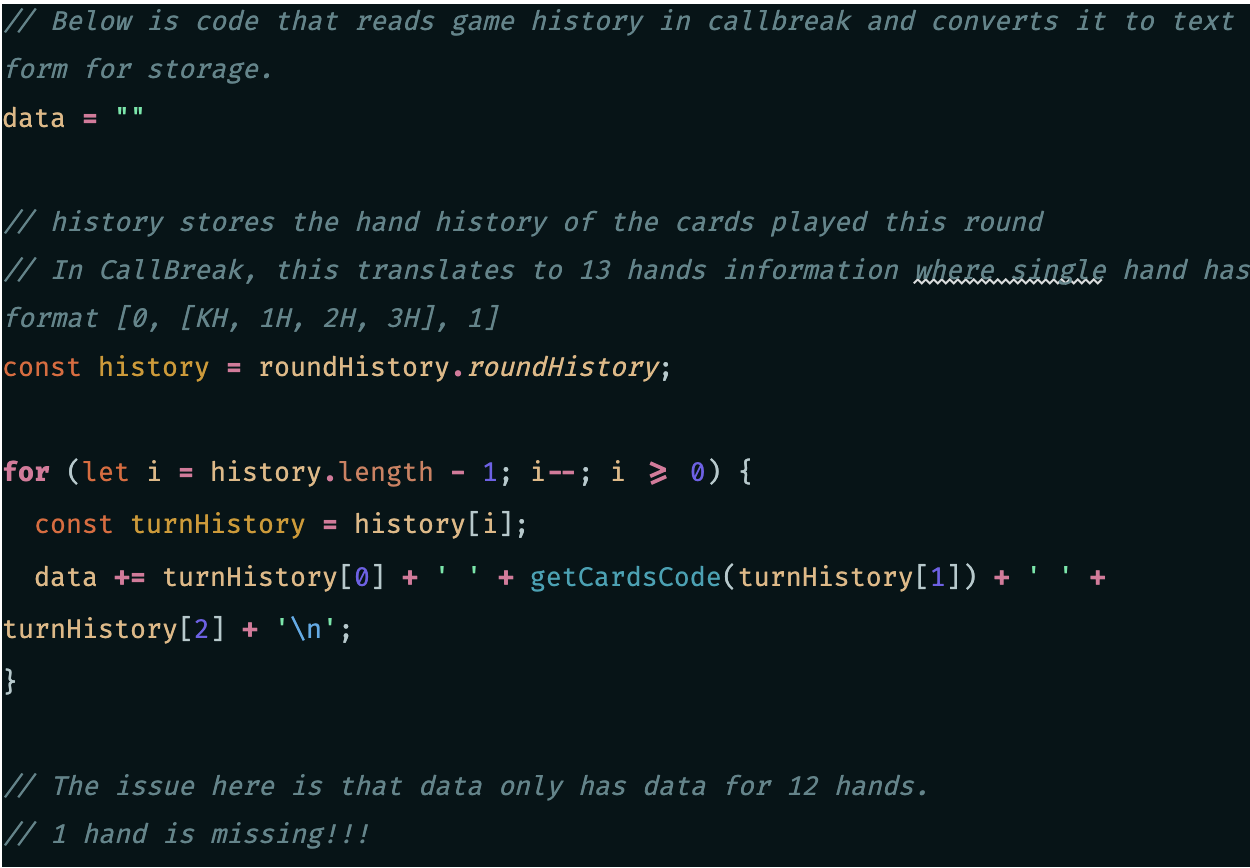 // Below is code that reads game history in callbreak and converts it to text
form for storage.
data = ""
// history stores the hand history of the cards played this round
// In CallBreak, this translates to 13 hands information where single hand has
format [0, [KH, 1H, 2H, 3H], 1]
const history = roundHistory.roundHistory;
for (let i = history.length - 1; i--; i >= 0) {
const turnHistory = history[i];
data += turnHistory[0] + ' ' + getCardsCode(turnHistory[1]) + ' ' +
turnHistory[2] + '\n';
}
// The issue here is that data only has data for 12 hands.
// 1 hand is missing!!!